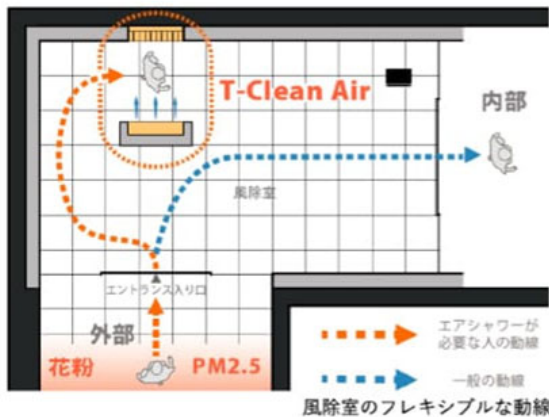 T-Clean Air
内部
風除室
エントランス入り口
外部
花粉 PM2.5
エアシャワーが
必要な人の動線
一般の動線
風除室のフレキシブルな動線